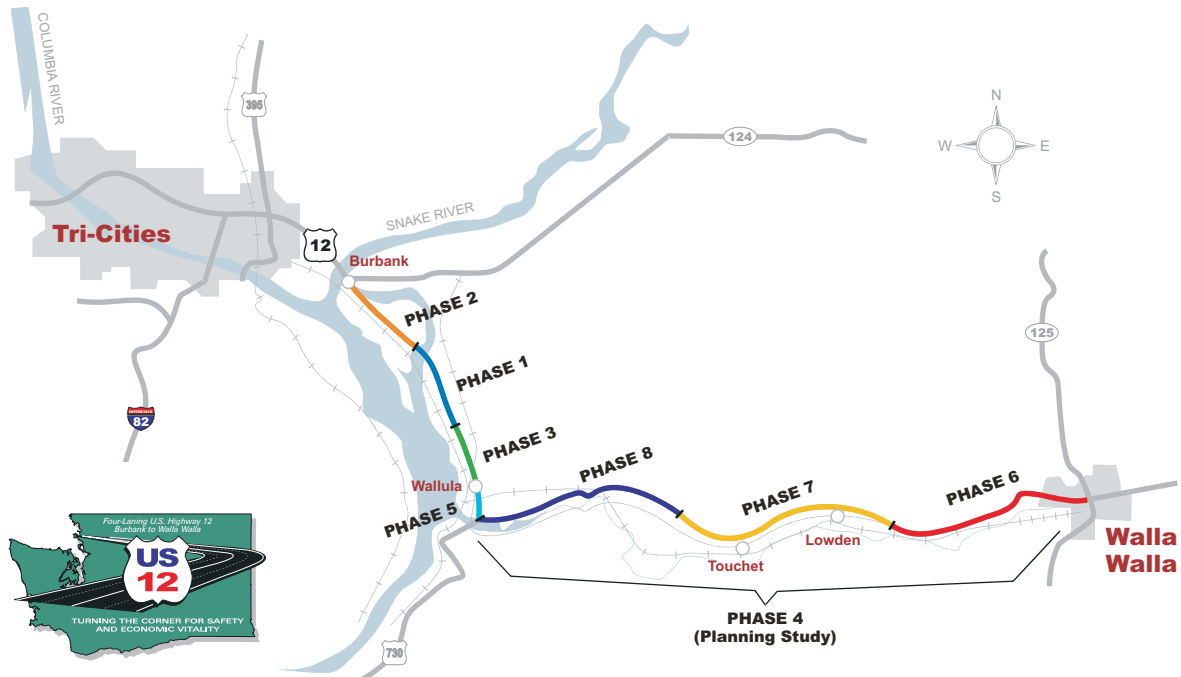 COLUMBIA RIVER
395
124
N
W
E
S
SNAKE RIVER
Tri-Cities
12
Burbank
PHASE 2
125
PHASE 1
INTERSTATE
82
PHASE 3
PHASE 8
Wallula
PHASE 7
PHASE 6
PHASE 5
Lowden
Touchet
Walla
Walla
Four-Laning U.S. Highway 12
Burbank to Walla Walla
US
12
TURNING THE CORNER FOR SAFETY
AND ECONOMIC VITALITY
PHASE 4
(Planning Study)
730